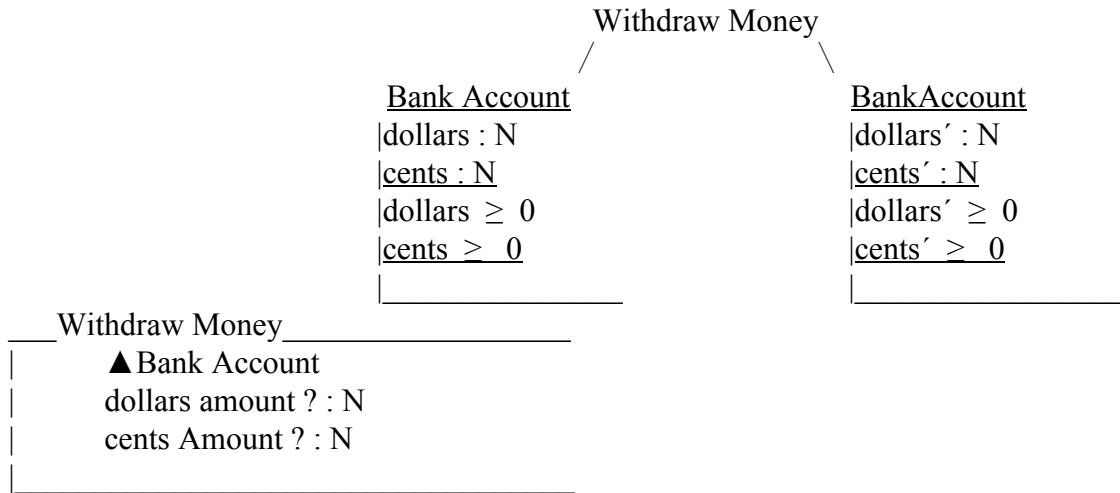 Withdraw Money
Bank Account
|dollars : N
|cents : N
|dollars ≥ 0
|cents ≥ 0
BankAccount
|dollars´ : N
|cents´ : N
|dollars´ ≥ 0
|cents´ ≥ 0
Withdraw Money
▲Bank Account
dollars amount ? : N
cents Amount ? : N